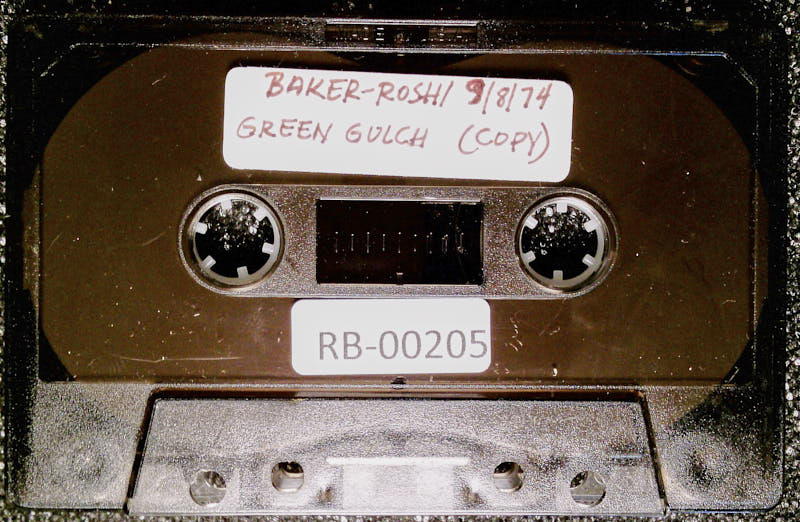 BAKER-ROSHI 9/8/74
GREEN GULCH (COPY)
RB-00205